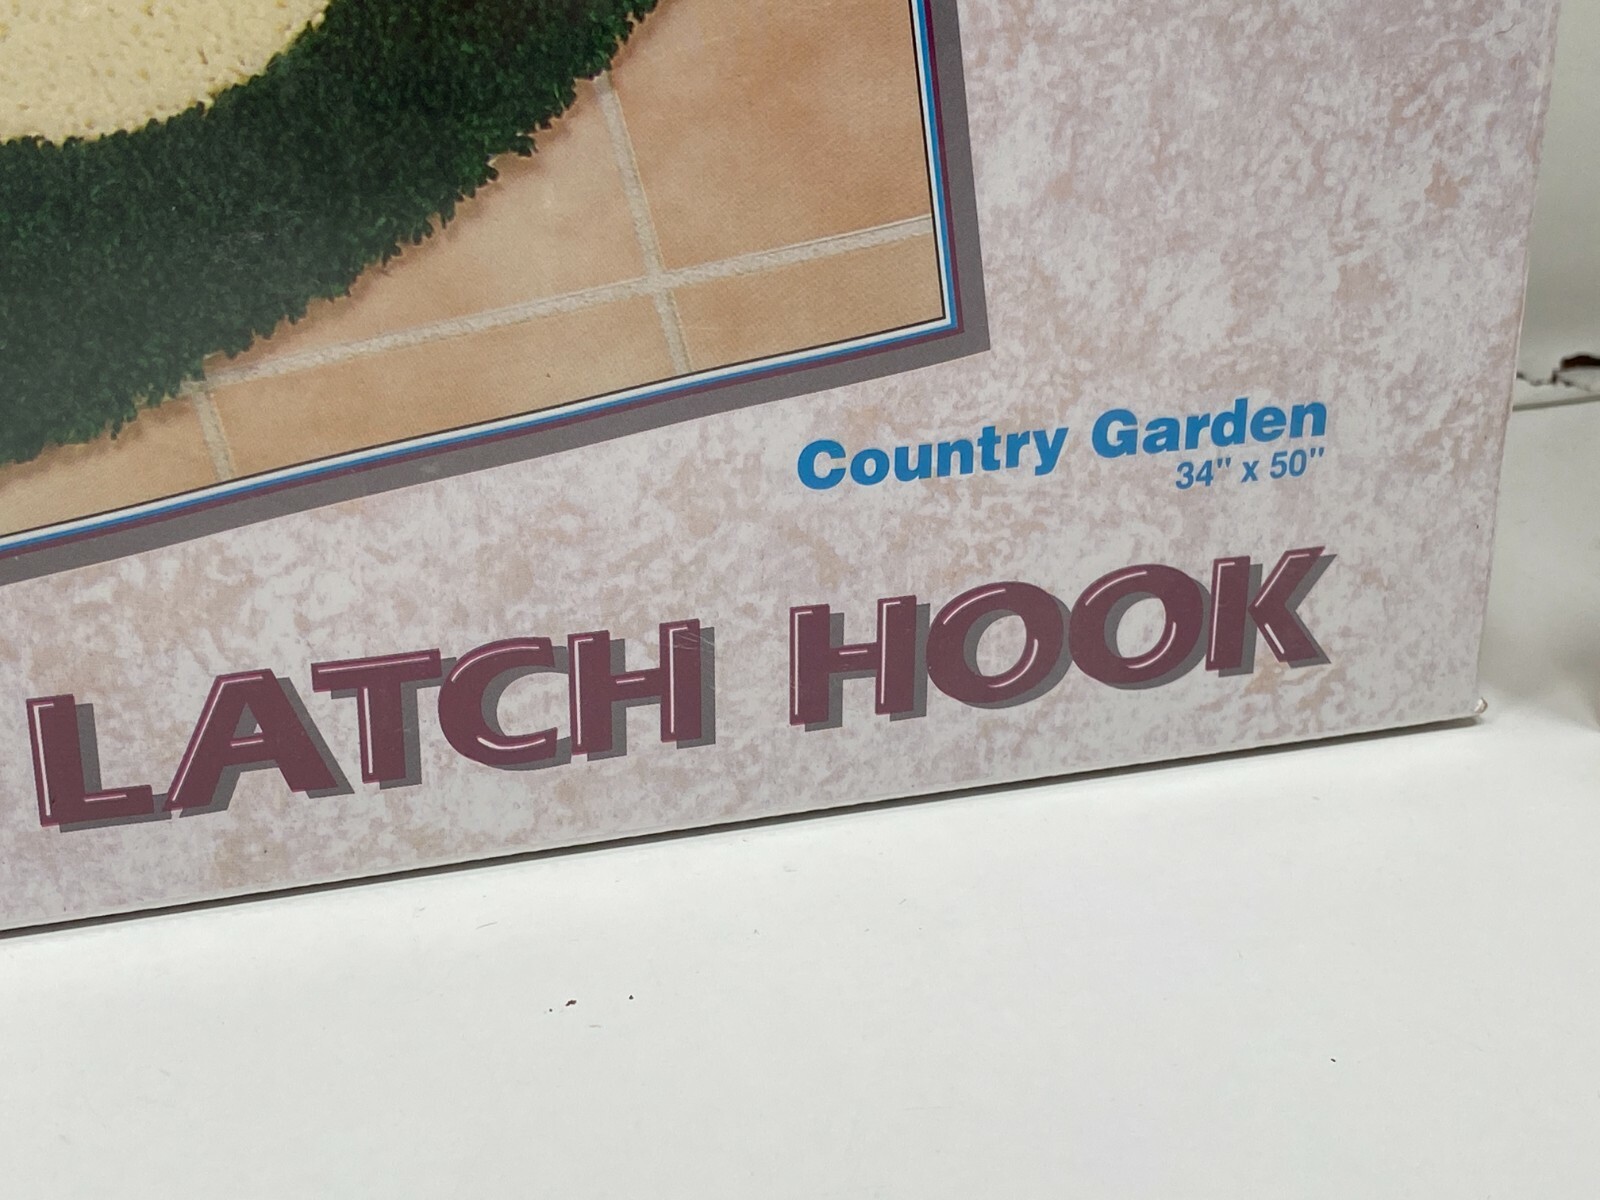 Country Garden
34" x 50"
LATCH HOOK